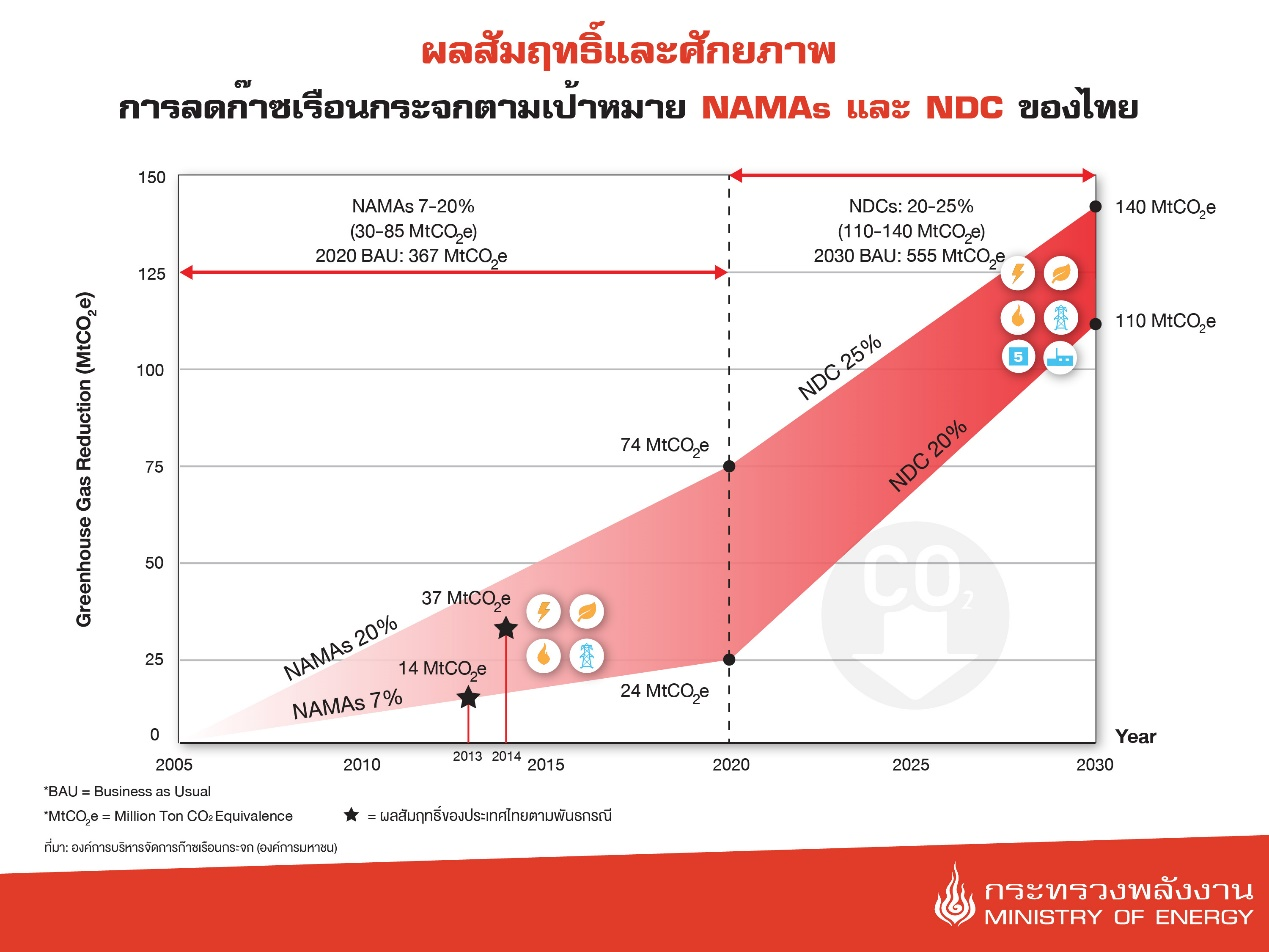 ผลสัมฤทธิ์และศักยภาพ
การลดก๊าซเรือนกระจกตามเป้าหมาย NAMAs และ NDC ของไทย
Greenhouse Gas Reduction (MtCO₂e)
150
125
100
75
50
25
0
NAMAs 7-20%
(30-85 MtCO₂e)
2020 BAU: 367 MtCO₂e
NDCs: 20-25%
(110-140 MtCO₂e)
2030 BAU: 555 MtCO₂e
140 MtCO₂e
110 MtCO₂e
5
NDC 25%
NDC 20%
74 MtCO₂e
CO₂
37 MtCO₂e
NAMAs 20%
14 MtCO₂e
NAMAs 7%
24 MtCO₂e
Year
2013 2014
2005 2010 2015 2020 2025 2030
*BAU = Business as Usual
*MtCO₂e = Million Ton CO₂ Equivalence
★ = ผลสัมฤทธิ์ของประเทศไทยตามพันธกรณี
ที่มา: องค์การบริหารจัดการก๊าซเรือนกระจก (องค์การมหาชน)
กระทรวงพลังงาน
MINISTRY OF ENERGY